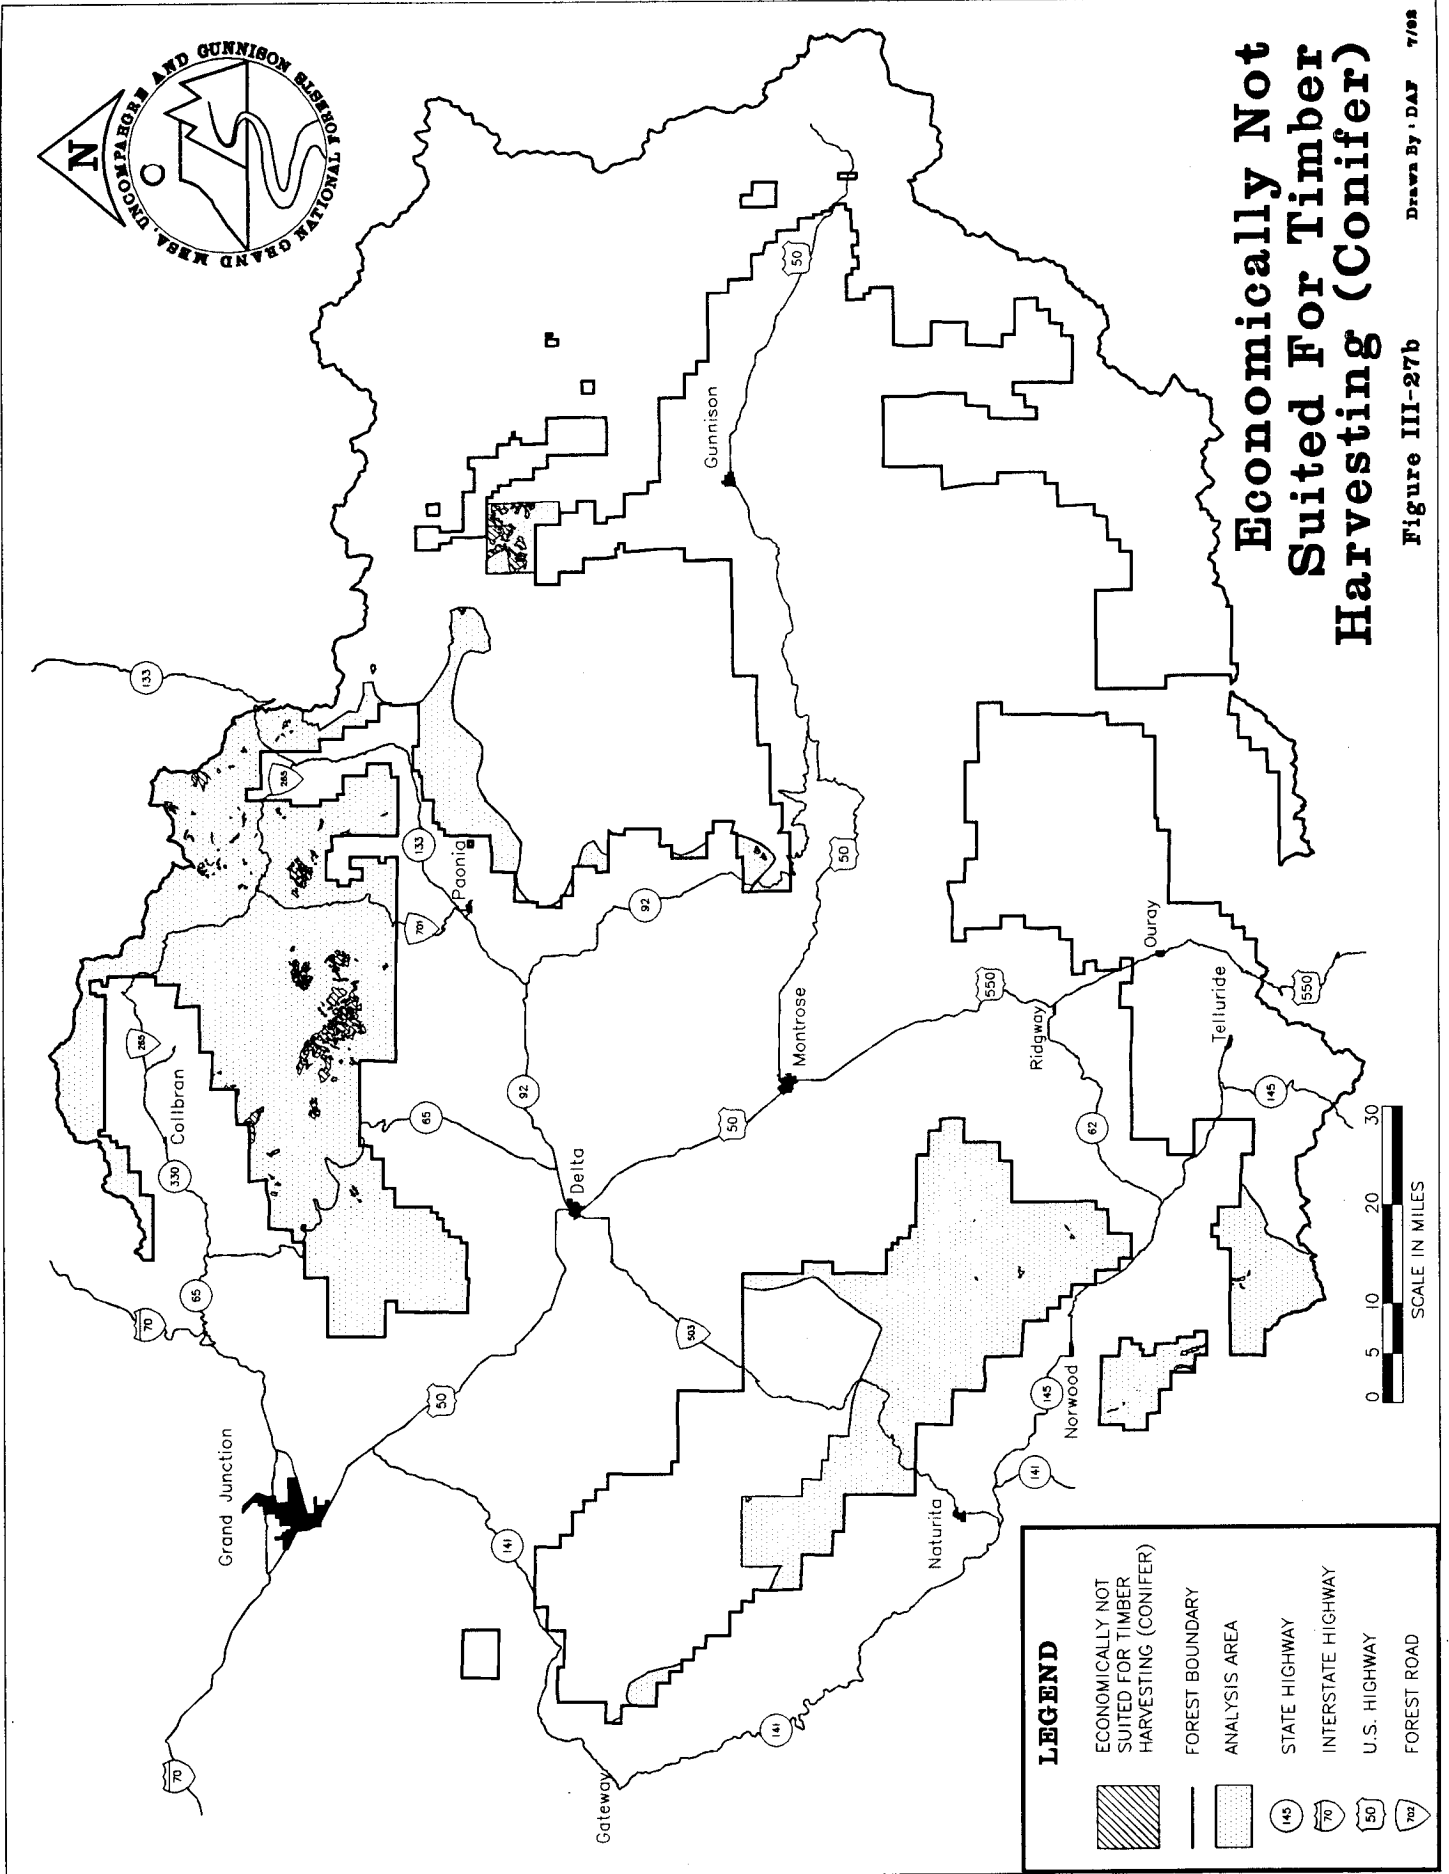 Economically Not
Suited For Timber
Harvesting (Conifer)
Figure III-27b
Drawn By : DAF 7/92
N
GRAND MESA, UNCOMPAHGRE AND GUNNISON NATIONAL FORESTS
133
265
133
Paonia
701
Collbran
265
330
65
70
65
92
92
Delta
50
Grand Junction
50
70
141
Gateway
141
503
50
Montrose
50
Gunnison
50
550
Ridgway
Ouray
Telluride
550
62
145
Norwood
145
141
Naturita
0 5 10 20 30
SCALE IN MILES
LEGEND
ECONOMICALLY NOT
SUITED FOR TIMBER
HARVESTING (CONIFER)
FOREST BOUNDARY
ANALYSIS AREA
145 STATE HIGHWAY
70 INTERSTATE HIGHWAY
50 U.S. HIGHWAY
702 FOREST ROAD